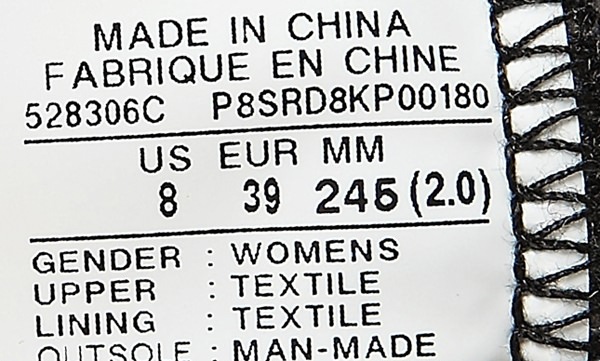 MADE IN CHINA
FABRIQUE EN CHINE
528306C P8SRD8KP00180
US EUR MM
8 39 245 (2.0)
GENDER : WOMENS
UPPER : TEXTILE
LINING : TEXTILE
OUTSOLE : MAN-MADE